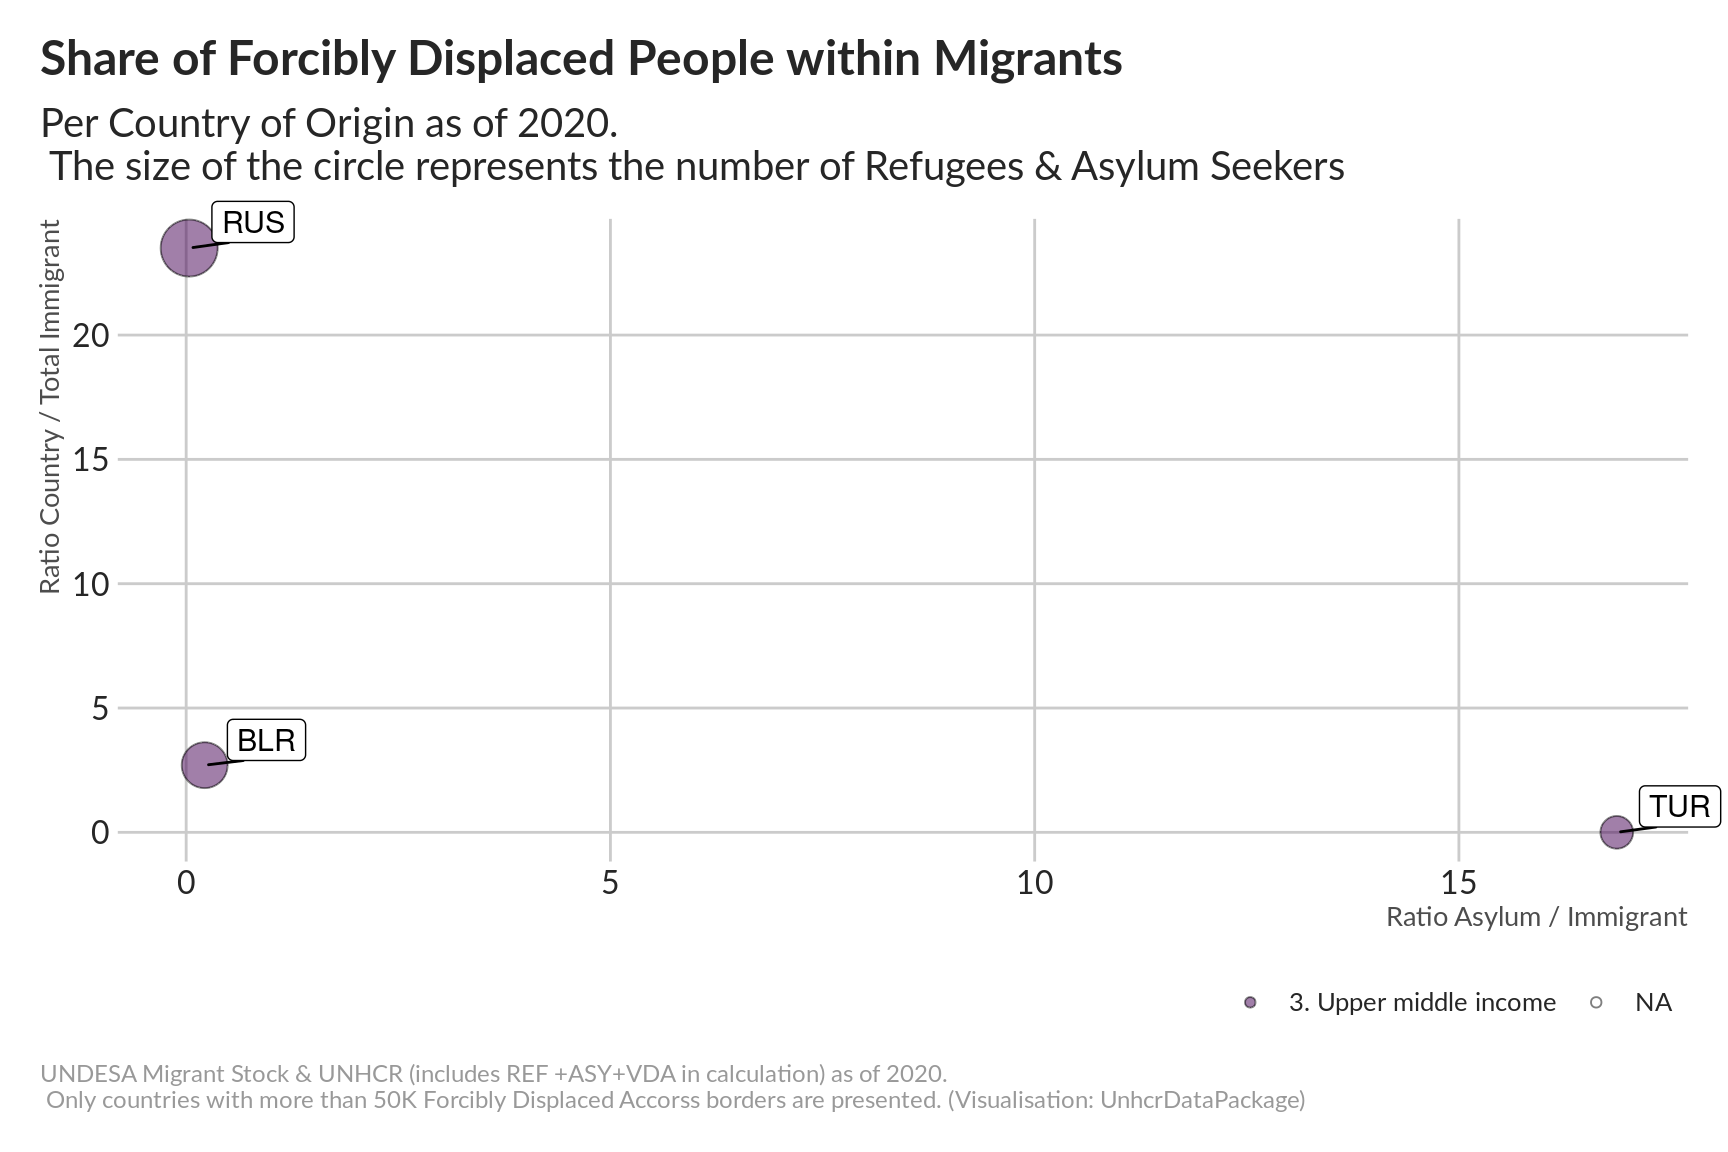 Share of Forcibly Displaced People within Migrants
Per Country of Origin as of 2020.
The size of the circle represents the number of Refugees & Asylum Seekers
Ratio Country / Total Immigrant
RUS
20
15
10
5
BLR
0
TUR
0
5
10
15
Ratio Asylum / Immigrant
3. Upper middle income
NA
UNDESA Migrant Stock & UNHCR (includes REF +ASY+VDA in calculation) as of 2020.
Only countries with more than 50K Forcibly Displaced Accorss borders are presented. (Visualisation: UnhcrDataPackage)